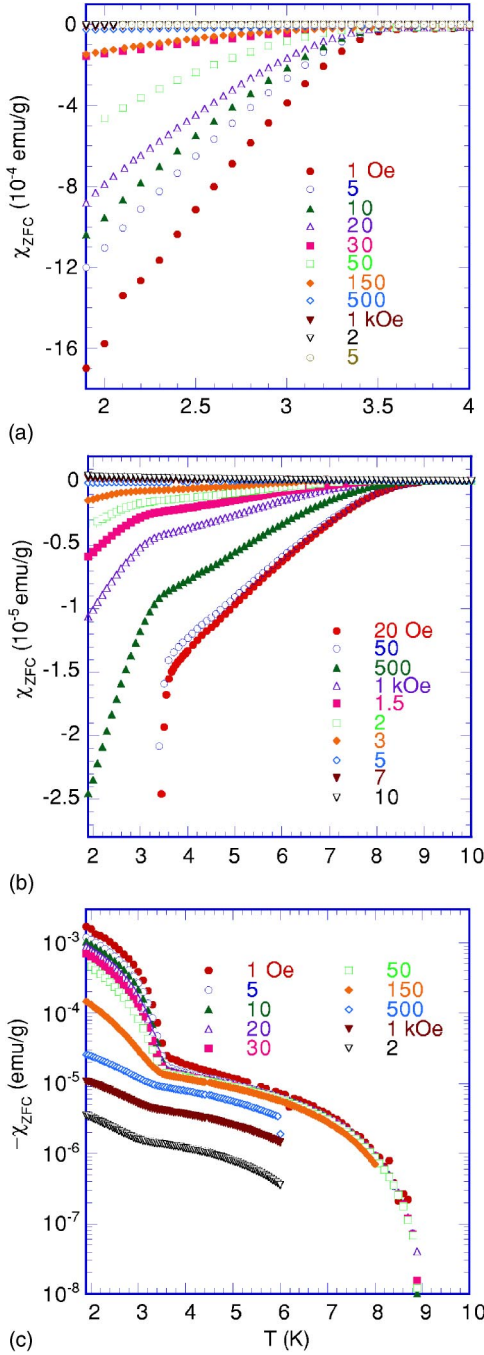 0
-4
-8
-12
-16
χZFC (10-4 emu/g)
1 Oe
5
10
20
30
50
150
500
1 kOe
2
5
2 2.5 3 3.5 4
(a)
0
-0.5
-1
-1.5
-2
-2.5
χZFC (10-5 emu/g)
20 Oe
50
500
1 kOe
1.5
2
3
5
7
10
2 3 4 5 6 7 8 9 10
(b)
10-3
10-4
10-5
10-6
10-7
10-8
−χZFC (emu/g)
1 Oe
5
10
20
30
50
150
500
1 kOe
2
2 3 4 5 6 7 8 9 10
(c)
T (K)